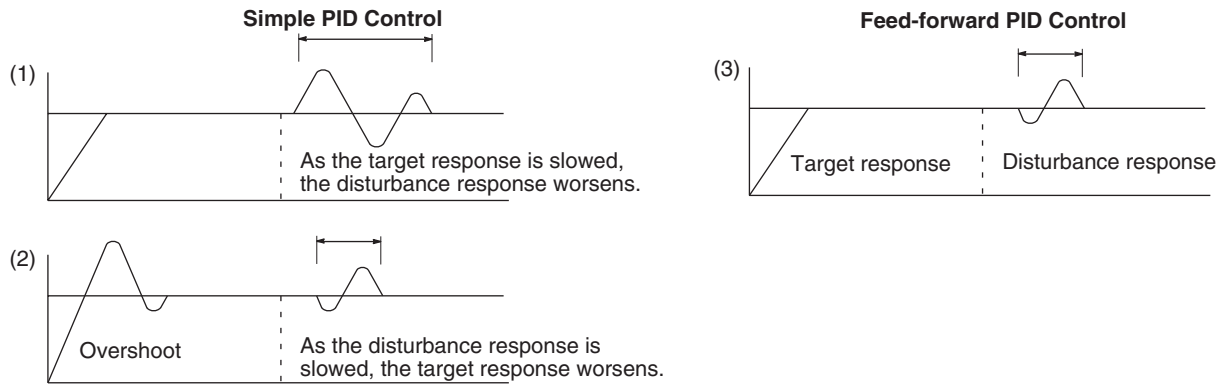 Simple PID Control
(1)
As the target response is slowed,
the disturbance response worsens.
(2)
Overshoot
As the disturbance response is
slowed, the target response worsens.
Feed-forward PID Control
(3)
Target response
Disturbance response